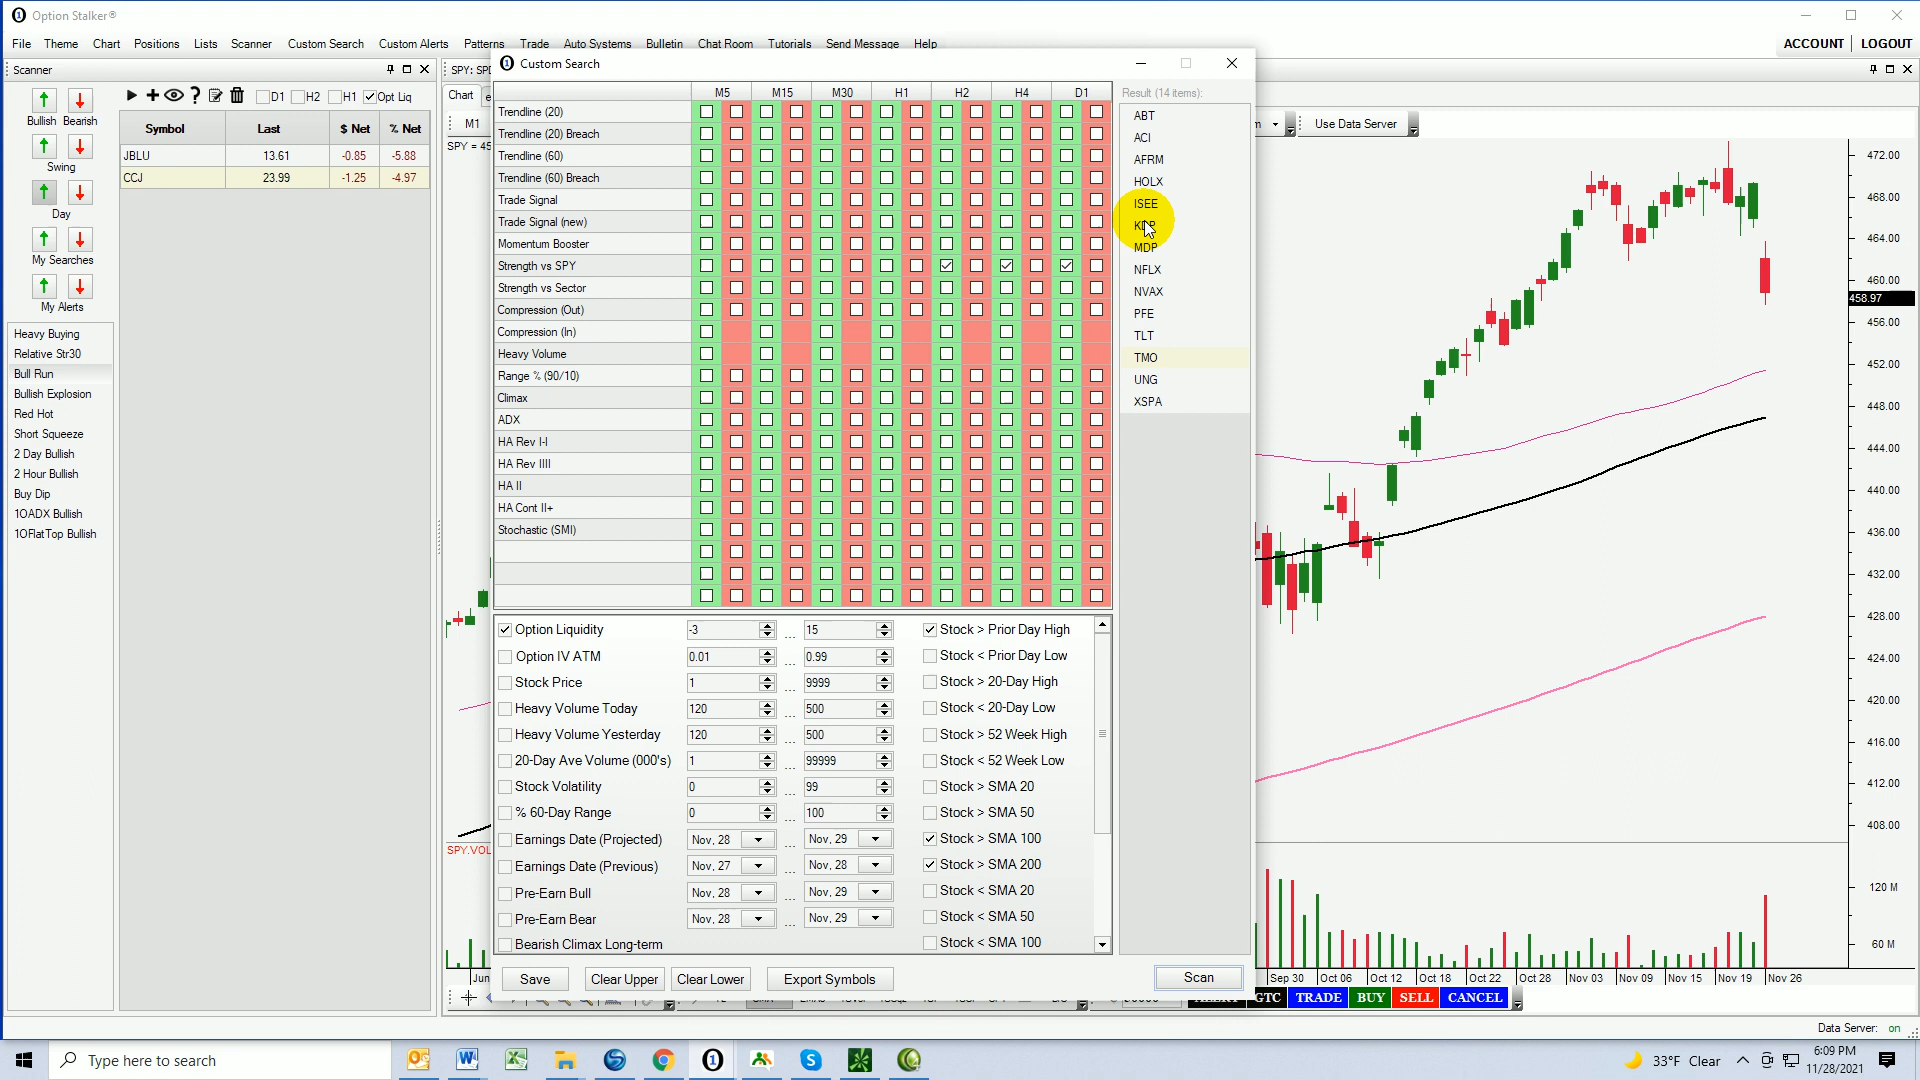 Option Stalker®
File Theme Chart Positions Lists Scanner Custom Search Custom Alerts Patterns Trade Auto Systems Bulletin Chat Room Tutorials Send Message Help
ACCOUNT LOGOUT
Scanner
Bullish Bearish
Swing
Day
My Searches
My Alerts
Heavy Buying
Relative Str30
Bull Run
Bullish Explosion
Red Hot
Short Squeeze
2 Day Bullish
2 Hour Bullish
Buy Dip
1OADX Bullish
1OFlatTop Bullish
D1 H2 H1 Opt Liq
Symbol Last $ Net % Net
JBLU 13.61 -0.85 -5.88
CCJ 23.99 -1.25 -4.97
SPY: SPD
Chart
M1
SPY = 45
Custom Search
M5 M15 M30 H1 H2 H4 D1
Trendline (20)
Trendline (20) Breach
Trendline (60)
Trendline (60) Breach
Trade Signal
Trade Signal (new)
Momentum Booster
Strength vs SPY
Strength vs Sector
Compression (Out)
Compression (In)
Heavy Volume
Range % (90/10)
Climax
ADX
HA Rev I-I
HA Rev IIII
HA II
HA Cont II+
Stochastic (SMI)
Result (14 items):
ABT
ACI
AFRM
HOLX
ISEE
KDP
MDP
NFLX
NVAX
PFE
TLT
TMO
UNG
XSPA
Option Liquidity -3 ... 15
Option IV ATM 0.01 ... 0.99
Stock Price 1 ... 9999
Heavy Volume Today 120 ... 500
Heavy Volume Yesterday 120 ... 500
20-Day Ave Volume (000's) 1 ... 99999
Stock Volatility 0 ... 99
% 60-Day Range 0 ... 100
Earnings Date (Projected) Nov, 28 ... Nov, 29
Earnings Date (Previous) Nov, 27 ... Nov, 28
Pre-Earn Bull Nov, 28 ... Nov, 29
Pre-Earn Bear Nov, 28 ... Nov, 29
Bearish Climax Long-term
Stock > Prior Day High
Stock < Prior Day Low
Stock > 20-Day High
Stock < 20-Day Low
Stock > 52 Week High
Stock < 52 Week Low
Stock > SMA 20
Stock > SMA 50
Stock > SMA 100
Stock > SMA 200
Stock < SMA 20
Stock < SMA 50
Stock < SMA 100
Save Clear Upper Clear Lower Export Symbols Scan
Use Data Server
472.00
468.00
464.00
460.00
458.97
456.00
452.00
448.00
444.00
440.00
436.00
432.00
428.00
424.00
420.00
416.00
412.00
408.00
SPY.VOL
120 M
60 M
Jun
Sep 30 Oct 06 Oct 12 Oct 18 Oct 22 Oct 28 Nov 03 Nov 09 Nov 15 Nov 19 Nov 26
GTC TRADE BUY SELL CANCEL
Data Server: on
Type here to search
33°F Clear
6:09 PM
11/28/2021